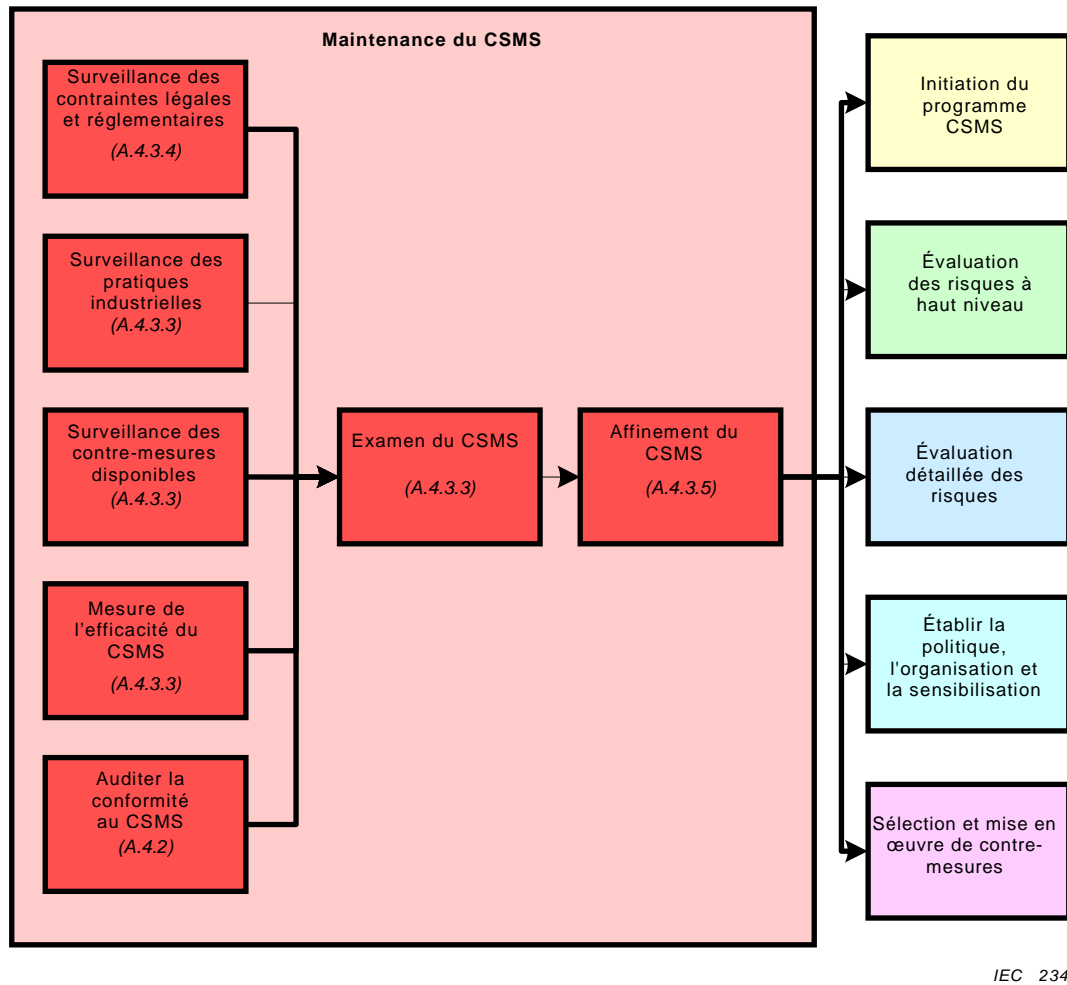 Maintenance du CSMS
Surveillance des
contraintes légales
et réglementaires
(A.4.3.4)
Surveillance des
pratiques
industrielles
(A.4.3.3)
Surveillance des
contre-mesures
disponibles
(A.4.3.3)
Mesure de
l'efficacité du
CSMS
(A.4.3.3)
Auditer la
conformité
au CSMS
(A.4.2)
Examen du CSMS
(A.4.3.3)
Affinement du
CSMS
(A.4.3.5)
Initiation du
programme
CSMS
Évaluation
des risques à
haut niveau
Évaluation
détaillée des
risques
Établir la
politique,
l'organisation et
la sensibilisation
Sélection et mise en
œuvre de contre-
mesures
IEC 234